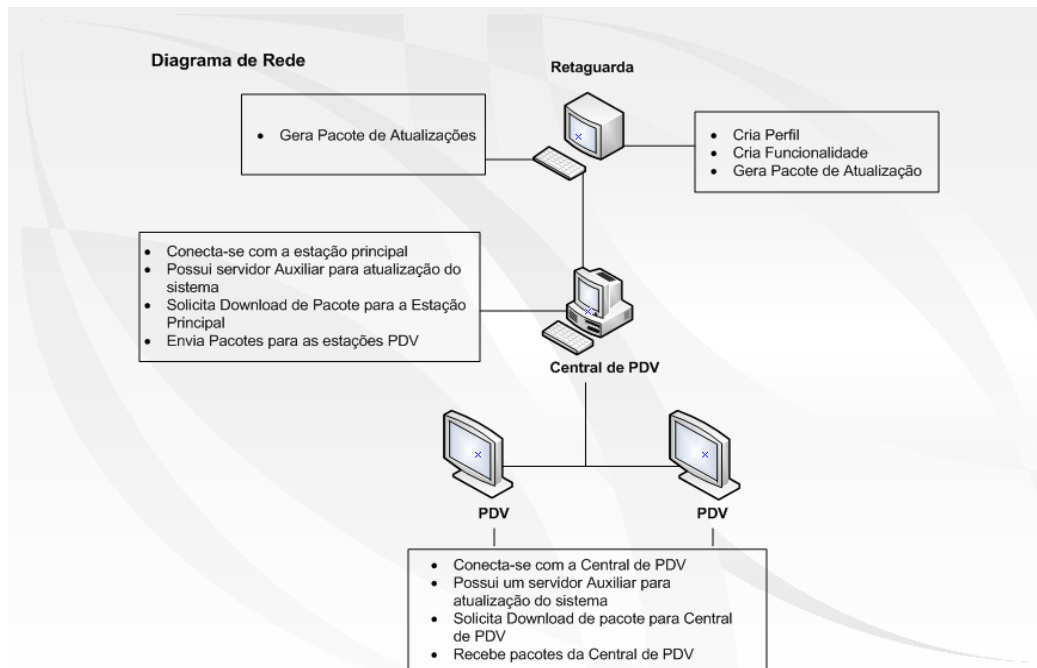 Diagrama de Rede
Retaguarda
• Gera Pacote de Atualizações
• Cria Perfil
• Cria Funcionalidade
• Gera Pacote de Atualização
• Conecta-se com a estação principal
• Possui servidor Auxiliar para atualização do
sistema
• Solicita Download de Pacote para a Estação
Principal
• Envia Pacotes para as estações PDV
Central de PDV
PDV
PDV
• Conecta-se com a Central de PDV
• Possui um servidor Auxiliar para
atualização do sistema
• Solicita Download de pacote para Central
de PDV
• Recebe pacotes da Central de PDV